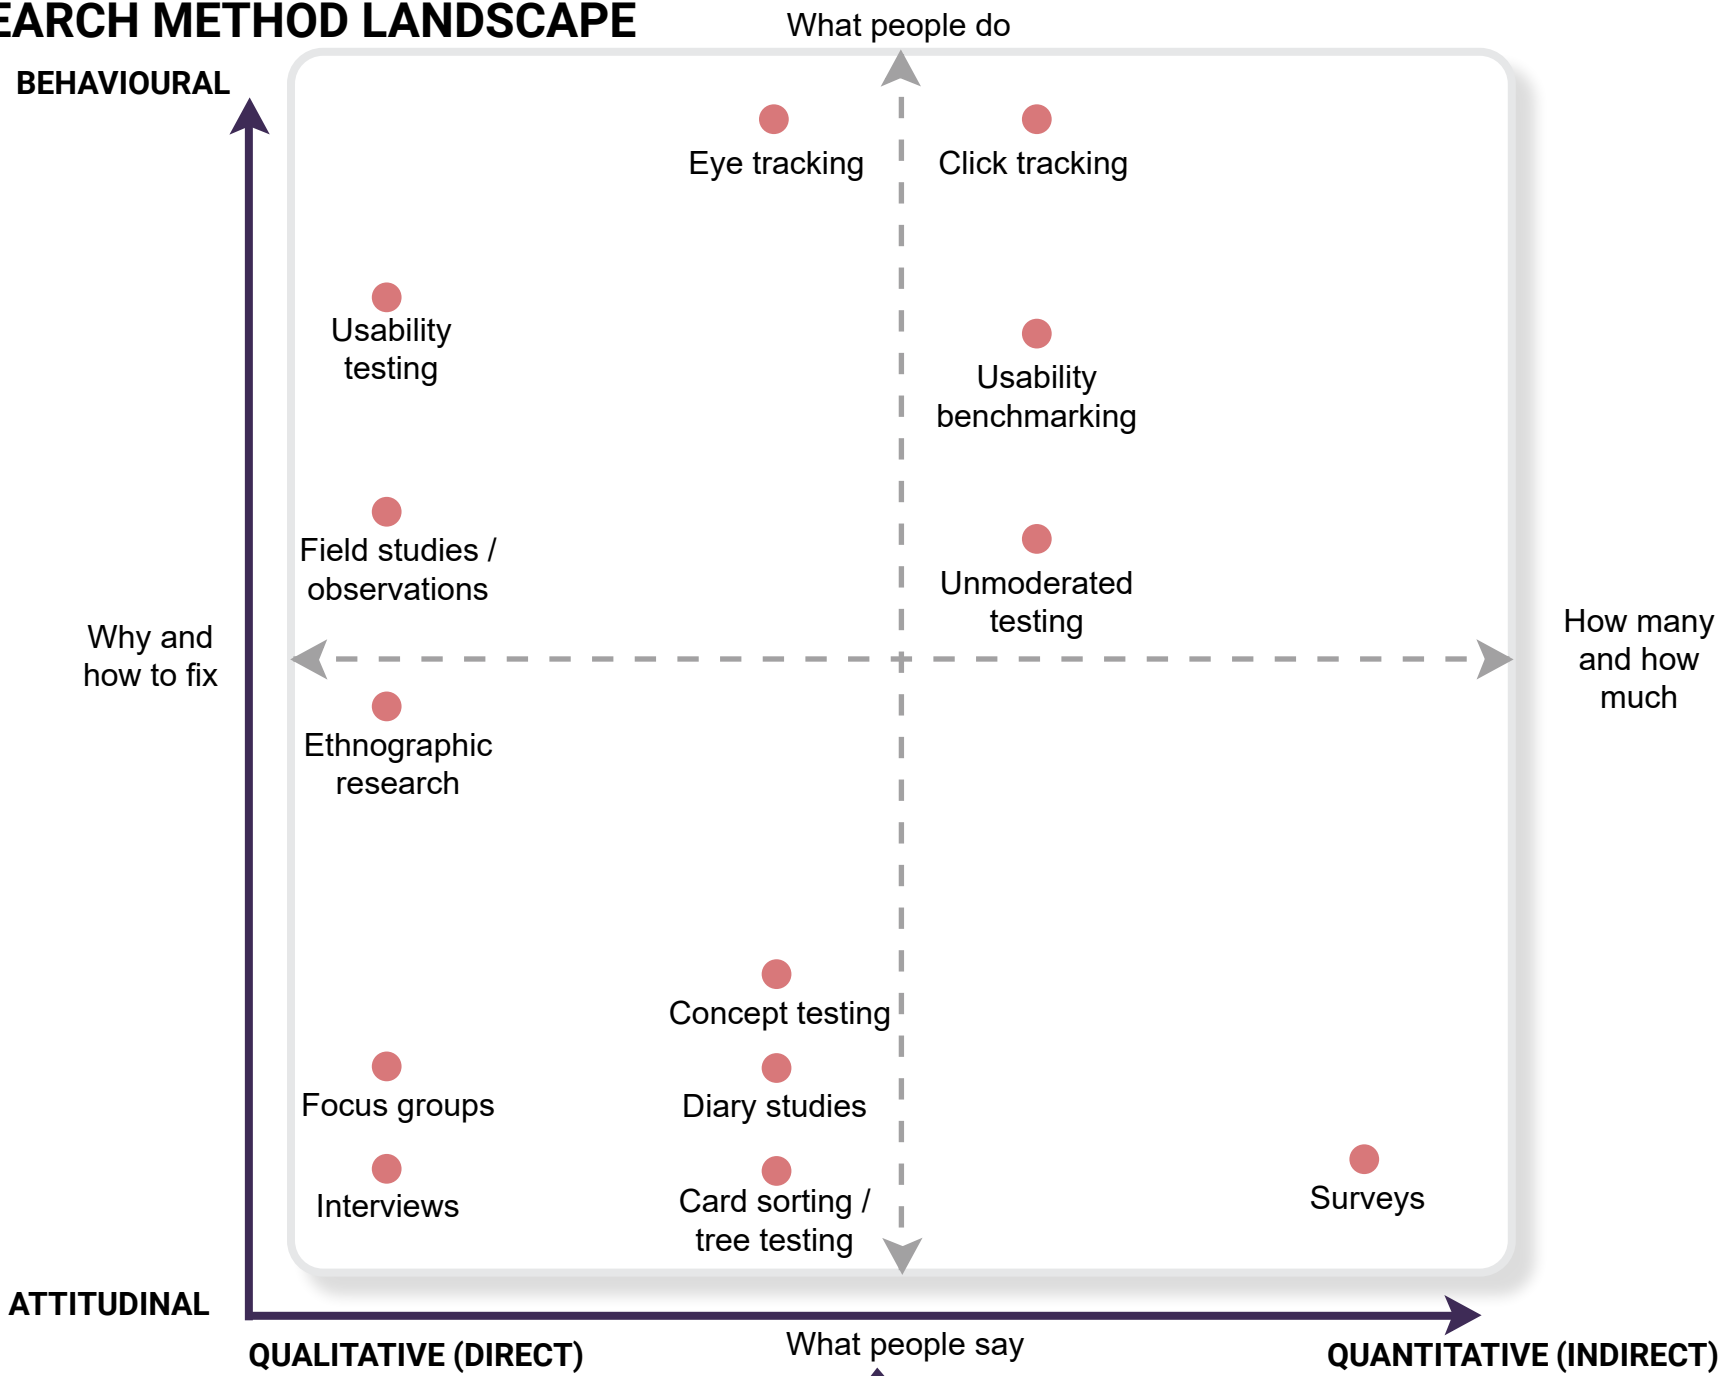 EARCH METHOD LANDSCAPE
What people do
BEHAVIOURAL
Eye tracking
Click tracking
Usability
testing
Usability
benchmarking
Field studies /
observations
Unmoderated
testing
Why and
how to fix
How many
and how
much
Ethnographic
research
Concept testing
Focus groups
Diary studies
Interviews
Card sorting /
tree testing
Surveys
ATTITUDINAL
QUALITATIVE (DIRECT)
What people say
QUANTITATIVE (INDIRECT)